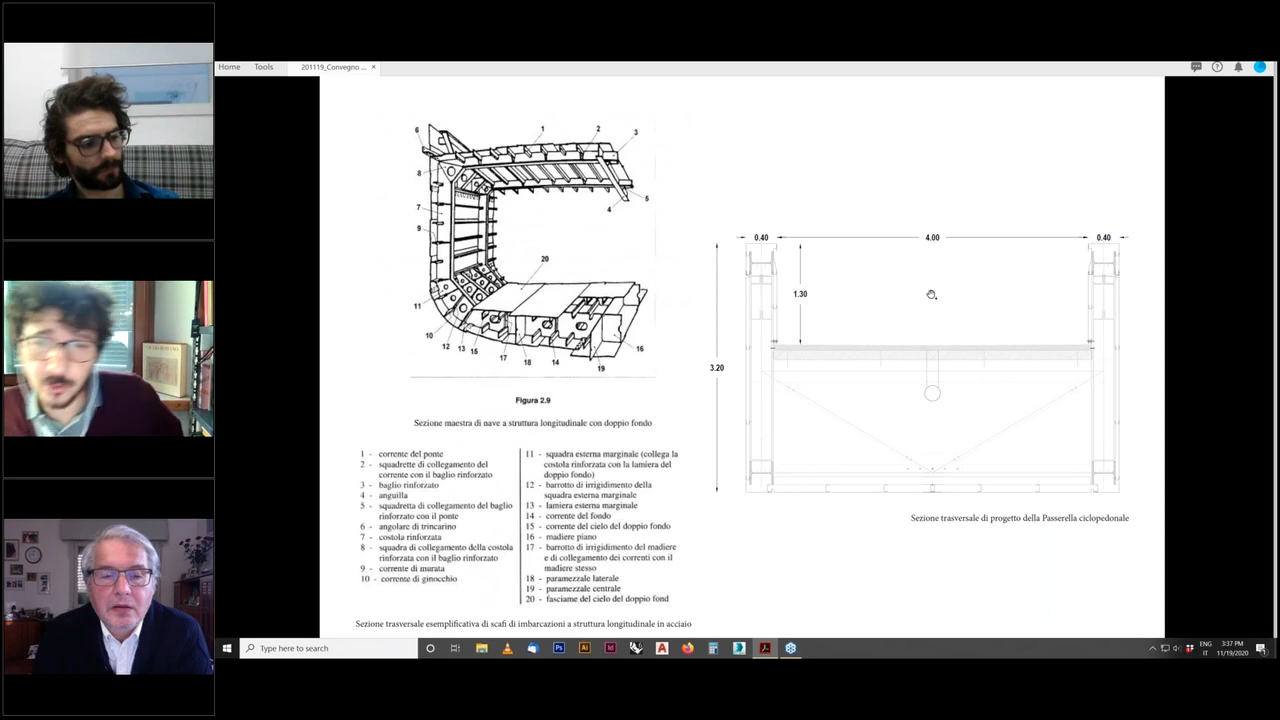 Home
Tools
201119_Convegno ...
×
6
1
2
3
8
5
4
7
9
20
11
10
12
13
15
17
18
14
19
16
Figura 2.9
Sezione maestra di nave a struttura longitudinale con doppio fondo
1 - corrente del ponte
2 - squadrette di collegamento del
corrente con il baglio rinforzato
3 - baglio rinforzato
4 - anguilla
5 - squadretta di collegamento del baglio
rinforzato con il ponte
6 - angolare di trincarino
7 - costola rinforzata
8 - squadra di collegamento della costola
rinforzata con il baglio rinforzato
9 - corrente di murata
10 - corrente di ginocchio
11 - squadra esterna marginale (collega la
costola rinforzata con la lamiera del
doppio fondo)
12 - barrotto di irrigidimento della
squadra esterna marginale
13 - lamiera esterna marginale
14 - corrente del fondo
15 - corrente del cielo del doppio fondo
16 - madiere piano
17 - barrotto di irrigidimento del madiere
e di collegamento dei correnti con il
madiere stesso
18 - paramezzale laterale
19 - paramezzale centrale
20 - fasciame del cielo del doppio fond
Sezione trasversale esemplificativa di scafi di imbarcazioni a struttura longitudinale in acciaio
0.40
4.00
0.40
1.30
3.20
Sezione trasversale di progetto della Passerella ciclopedonale
Type here to search
Ps
Ai
Id
A
ENG
IT
3:37 PM
11/19/2020